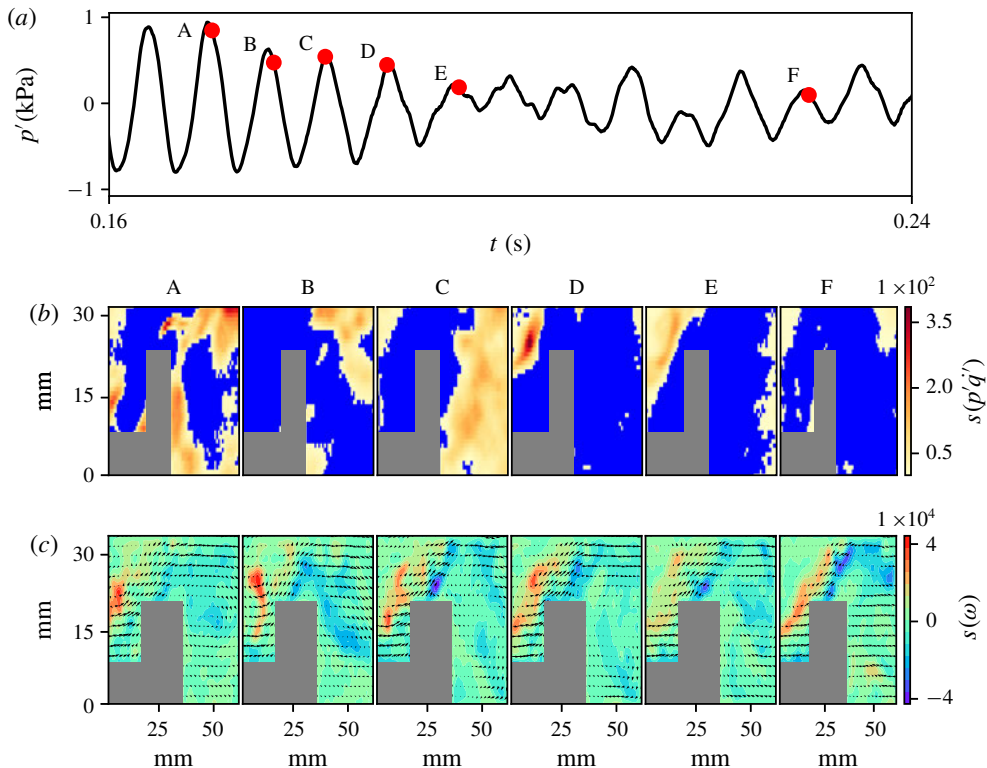 (a)
1
0
−1
p′(kPa)
A
B
C
D
E
F
0.16
0.24
t (s)
A B C D E F
1 ×10²
(b)
30
15
0
mm
3.5
2.0
0.5
s(p′q′)
1 ×10⁴
(c)
30
15
0
mm
4
0
−4
s(ω)
25 50 25 50 25 50 25 50 25 50 25 50
mm mm mm mm mm mm